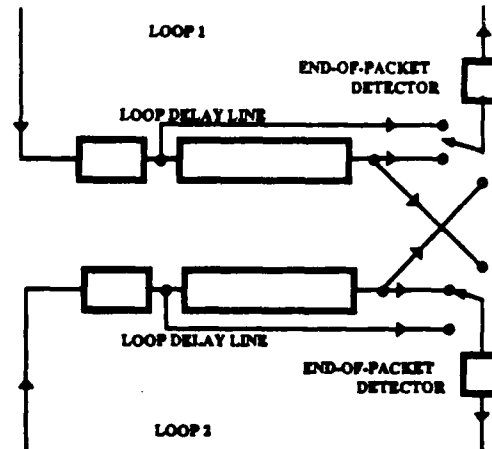 LOOP 1
END-OF-PACKET
DETECTOR
LOOP DELAY LINE
LOOP DELAY LINE
END-OF-PACKET
DETECTOR
LOOP 2